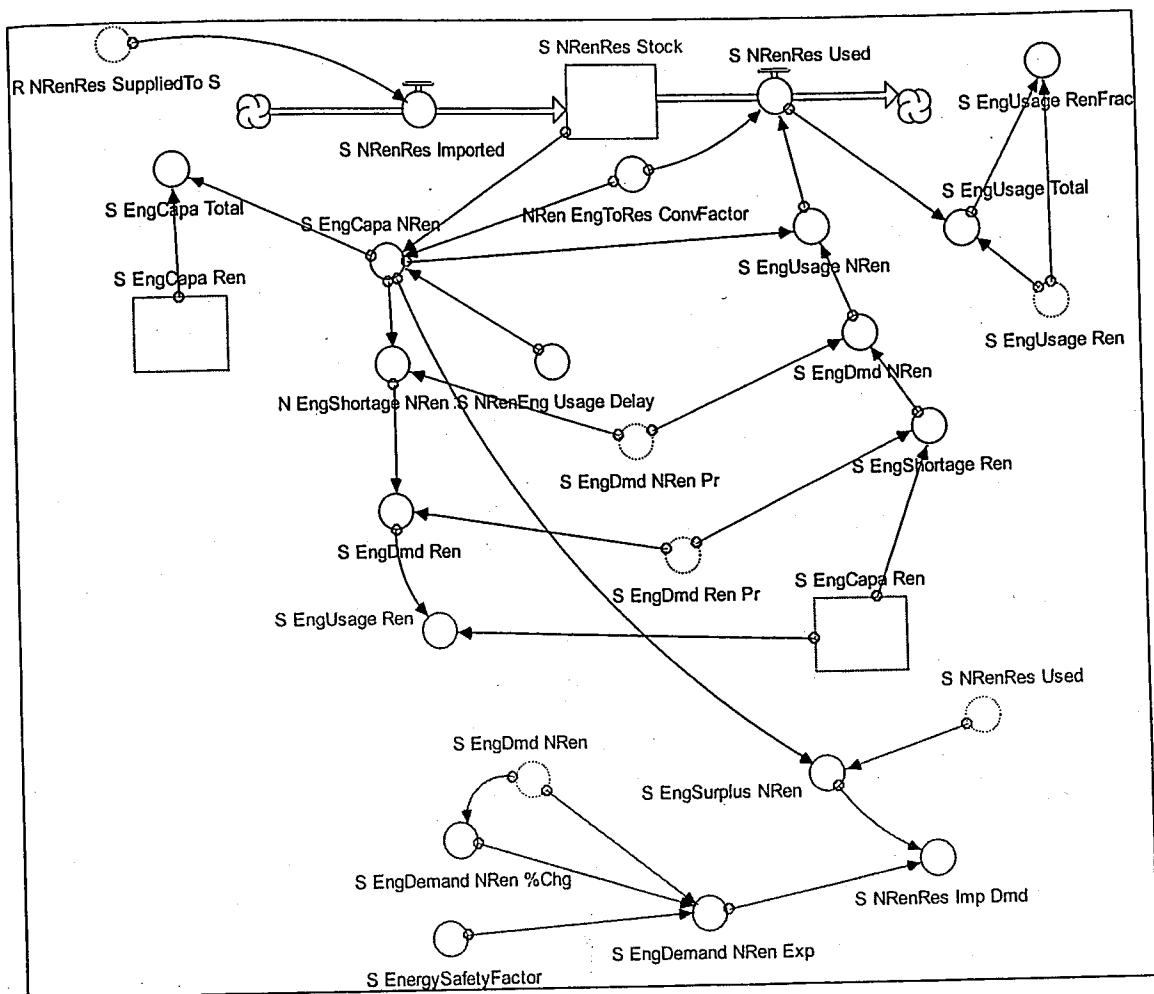 S NRenRes Stock
S NRenRes Used
R NRenRes SuppliedTo S
S EngUsage RenFrac
S NRenRes Imported
S EngCapa Total
S EngCapa NRen
NRen EngToRes ConvFactor
S EngUsage Total
S EngCapa Ren
S EngUsage NRen
S EngUsage Ren
S EngDmd NRen
N EngShortage NRen
S NRenEng Usage Delay
S EngDmd NRen Pr
S EngShortage Ren
S EngDmd Ren
S EngDmd Ren Pr
S EngCapa Ren
S EngUsage Ren
S NRenRes Used
S EngDmd NRen
S EngSurplus NRen
S EngDemand NRen %Chg
S NRenRes Imp Dmd
S EngDemand NRen Exp
S EnergySafetyFactor